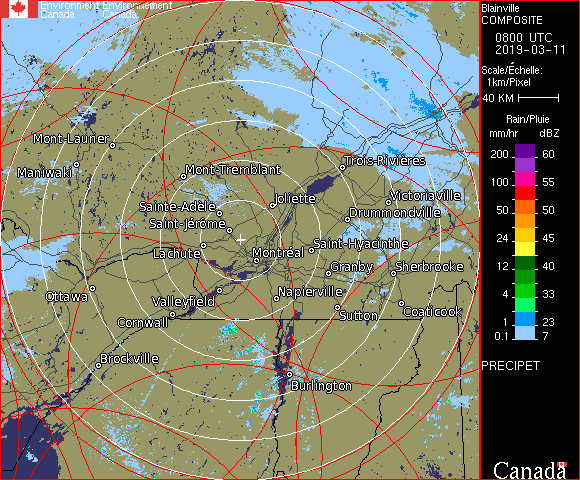 Environment Environnement
Canada Canada
Blainville
COMPOSITE
0800 UTC
2019-03-11
Scale/Échelle:
1km/Pixel
40 KM
Rain/Pluie
mm/hr dBZ
200 60
55
100 55
50
50 50
24 45
12 40
4 33
1 23
0.1 7
PRECIPET
Canada
Mont-Laurier
Maniwaki
Mont-Tremblant
Trois-Rivières
Sainte-Adèle
Joliette
Victoriaville
Saint-Jérôme
Drummondville
Lachute
Montréal
Saint-Hyacinthe
Granby
Sherbrooke
Ottawa
Valleyfield
Napierville
Cornwall
Sutton
Coaticook
Brockville
Burlington